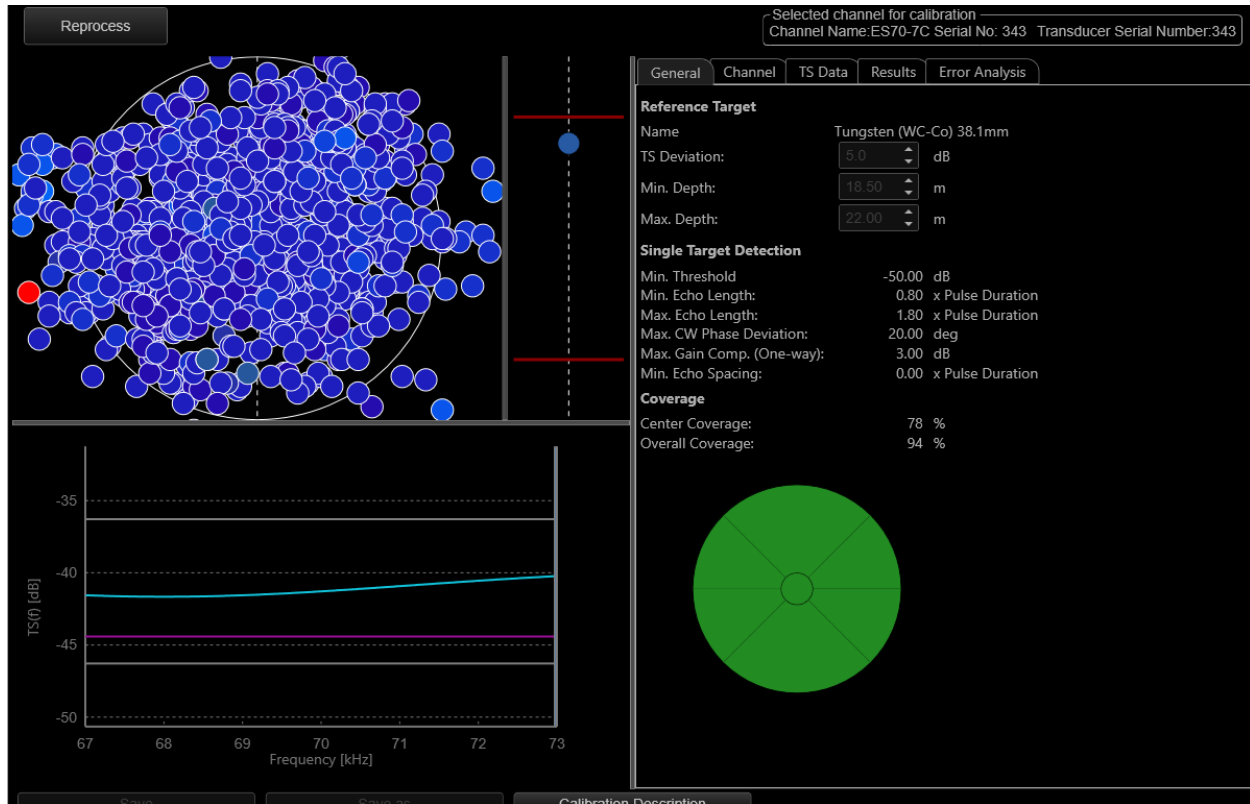 Reprocess
Selected channel for calibration
Channel Name:ES70-7C Serial No: 343 Transducer Serial Number:343
General Channel TS Data Results Error Analysis
Reference Target
Name Tungsten (WC-Co) 38.1mm
TS Deviation: 5.0 dB
Min. Depth: 18.50 m
Max. Depth: 22.00 m
Single Target Detection
Min. Threshold -50.00 dB
Min. Echo Length: 0.80 x Pulse Duration
Max. Echo Length: 1.80 x Pulse Duration
Max. CW Phase Deviation: 20.00 deg
Max. Gain Comp. (One-way): 3.00 dB
Min. Echo Spacing: 0.00 x Pulse Duration
Coverage
Center Coverage: 78 %
Overall Coverage: 94 %
TS(f) [dB]
-35
-40
-45
-50
67 68 69 70 71 72 73
Frequency [kHz]
Save Save as Calibration Description